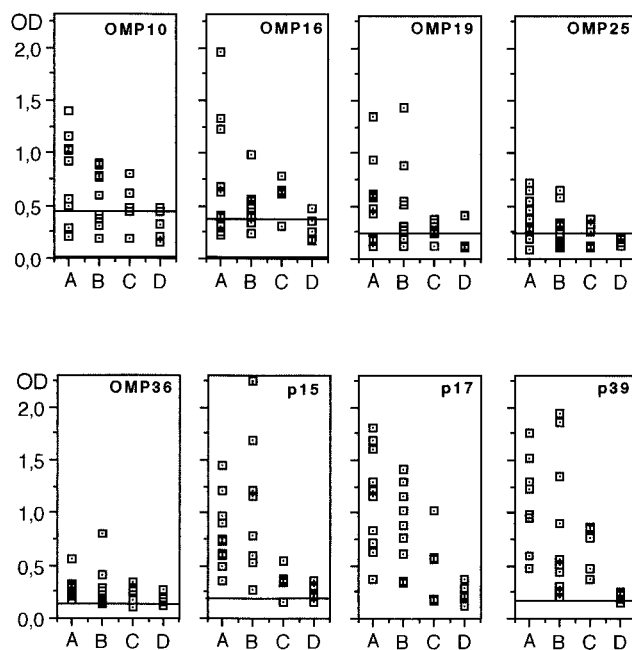 OD OMP10 OMP16 OMP19 OMP25
2,0
1,5
1,0
0,5
0,0
A B C D A B C D A B C D A B C D
OD OMP36 p15 p17 p39
2,0
1,5
1,0
0,5
0,0
A B C D A B C D A B C D A B C D